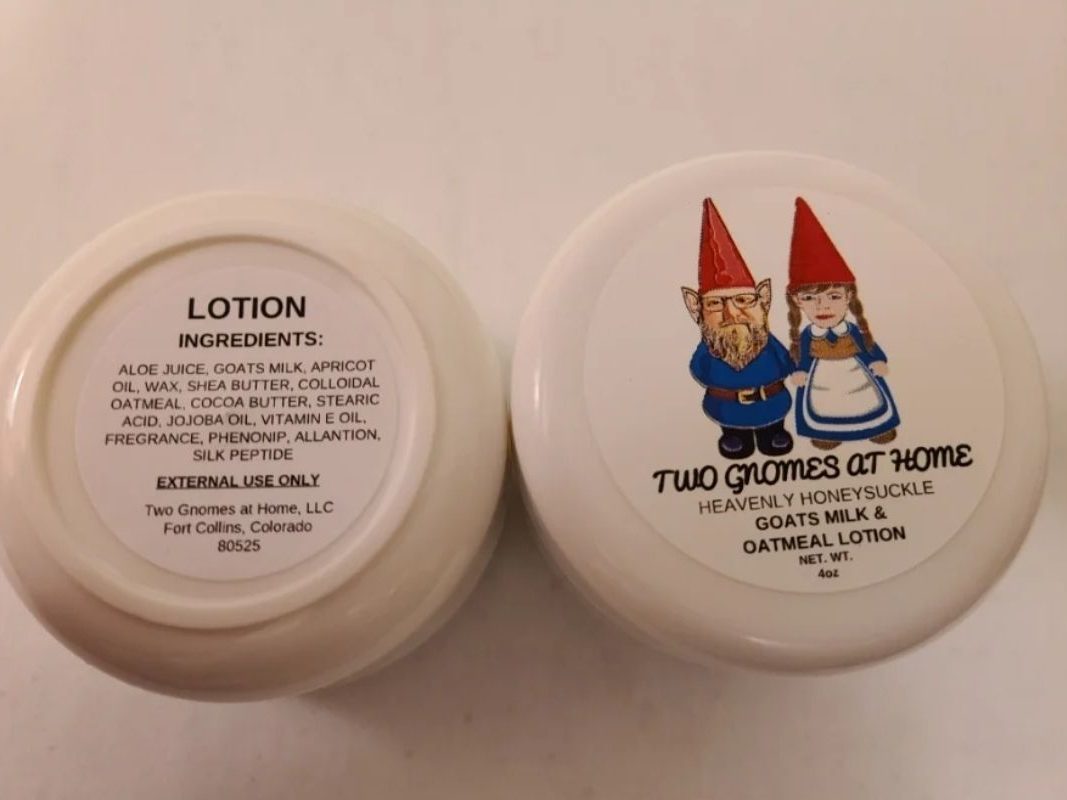 LOTION
INGREDIENTS:
ALOE JUICE, GOATS MILK, APRICOT
OIL, WAX, SHEA BUTTER, COLLOIDAL
OATMEAL, COCOA BUTTER, STEARIC
ACID, JOJOBA OIL, VITAMIN E OIL,
FREGRANCE, PHENONIP, ALLANTION,
SILK PEPTIDE
EXTERNAL USE ONLY
Two Gnomes at Home, LLC
Fort Collins, Colorado
80525
TWO GNOMES AT HOME
HEAVENLY HONEYSUCKLE
GOATS MILK &
OATMEAL LOTION
NET. WT.
4oz